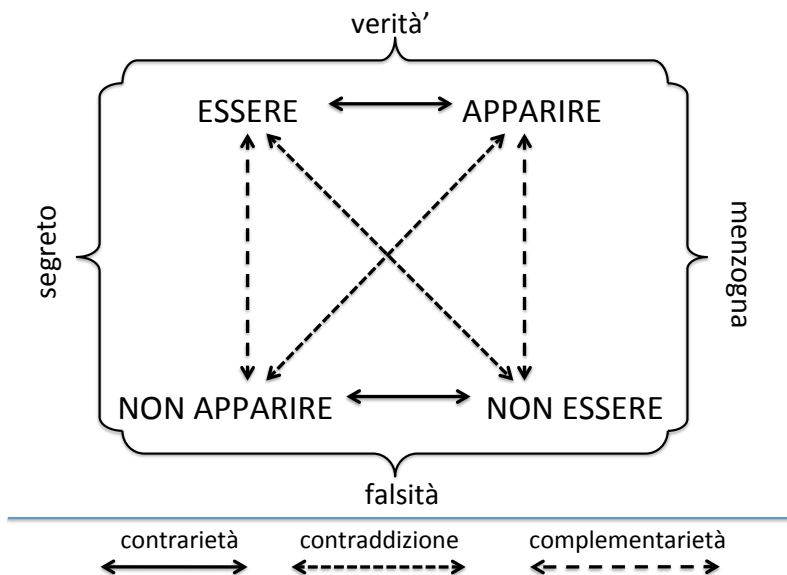 verità'
ESSERE APPARIRE
segreto
menzogna
NON APPARIRE NON ESSERE
falsità
contrarietà contraddizione complementarietà